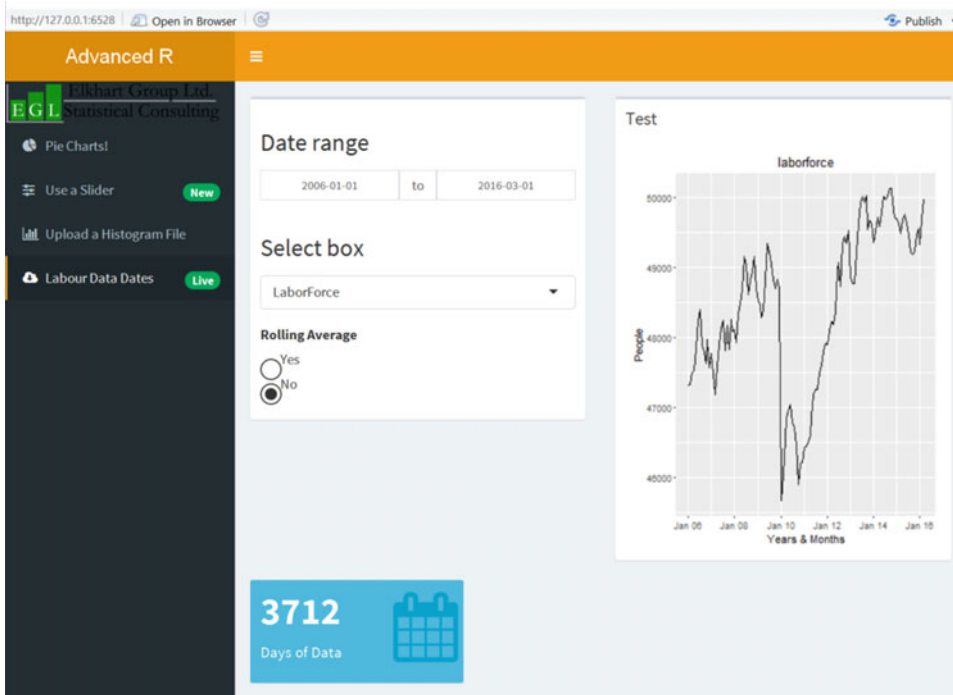 http://127.0.0.1:6528
Open in Browser
Publish
Advanced R
Elkhart Group Ltd.
EGL Statistical Consulting
Pie Charts!
Use a Slider
New
Upload a Histogram File
Labour Data Dates
Live
Date range
2006-01-01 to 2016-03-01
Select box
LaborForce
Rolling Average
Yes
No
3712
Days of Data
Test
laborforce
50000
49000
48000
47000
46000
People
Jan 06 Jan 08 Jan 10 Jan 12 Jan 14 Jan 16
Years & Months